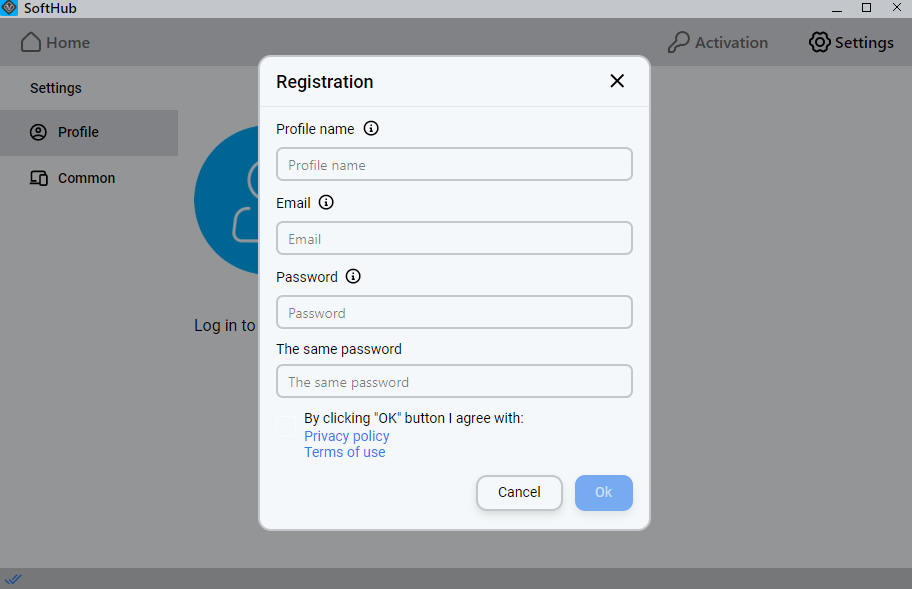 SoftHub
Home
Activation
Settings
Settings
Profile
Common
Log in to
Registration
Profile name
Profile name
Email
Email
Password
Password
The same password
The same password
By clicking "OK" button I agree with:
Privacy policy
Terms of use
Cancel
Ok